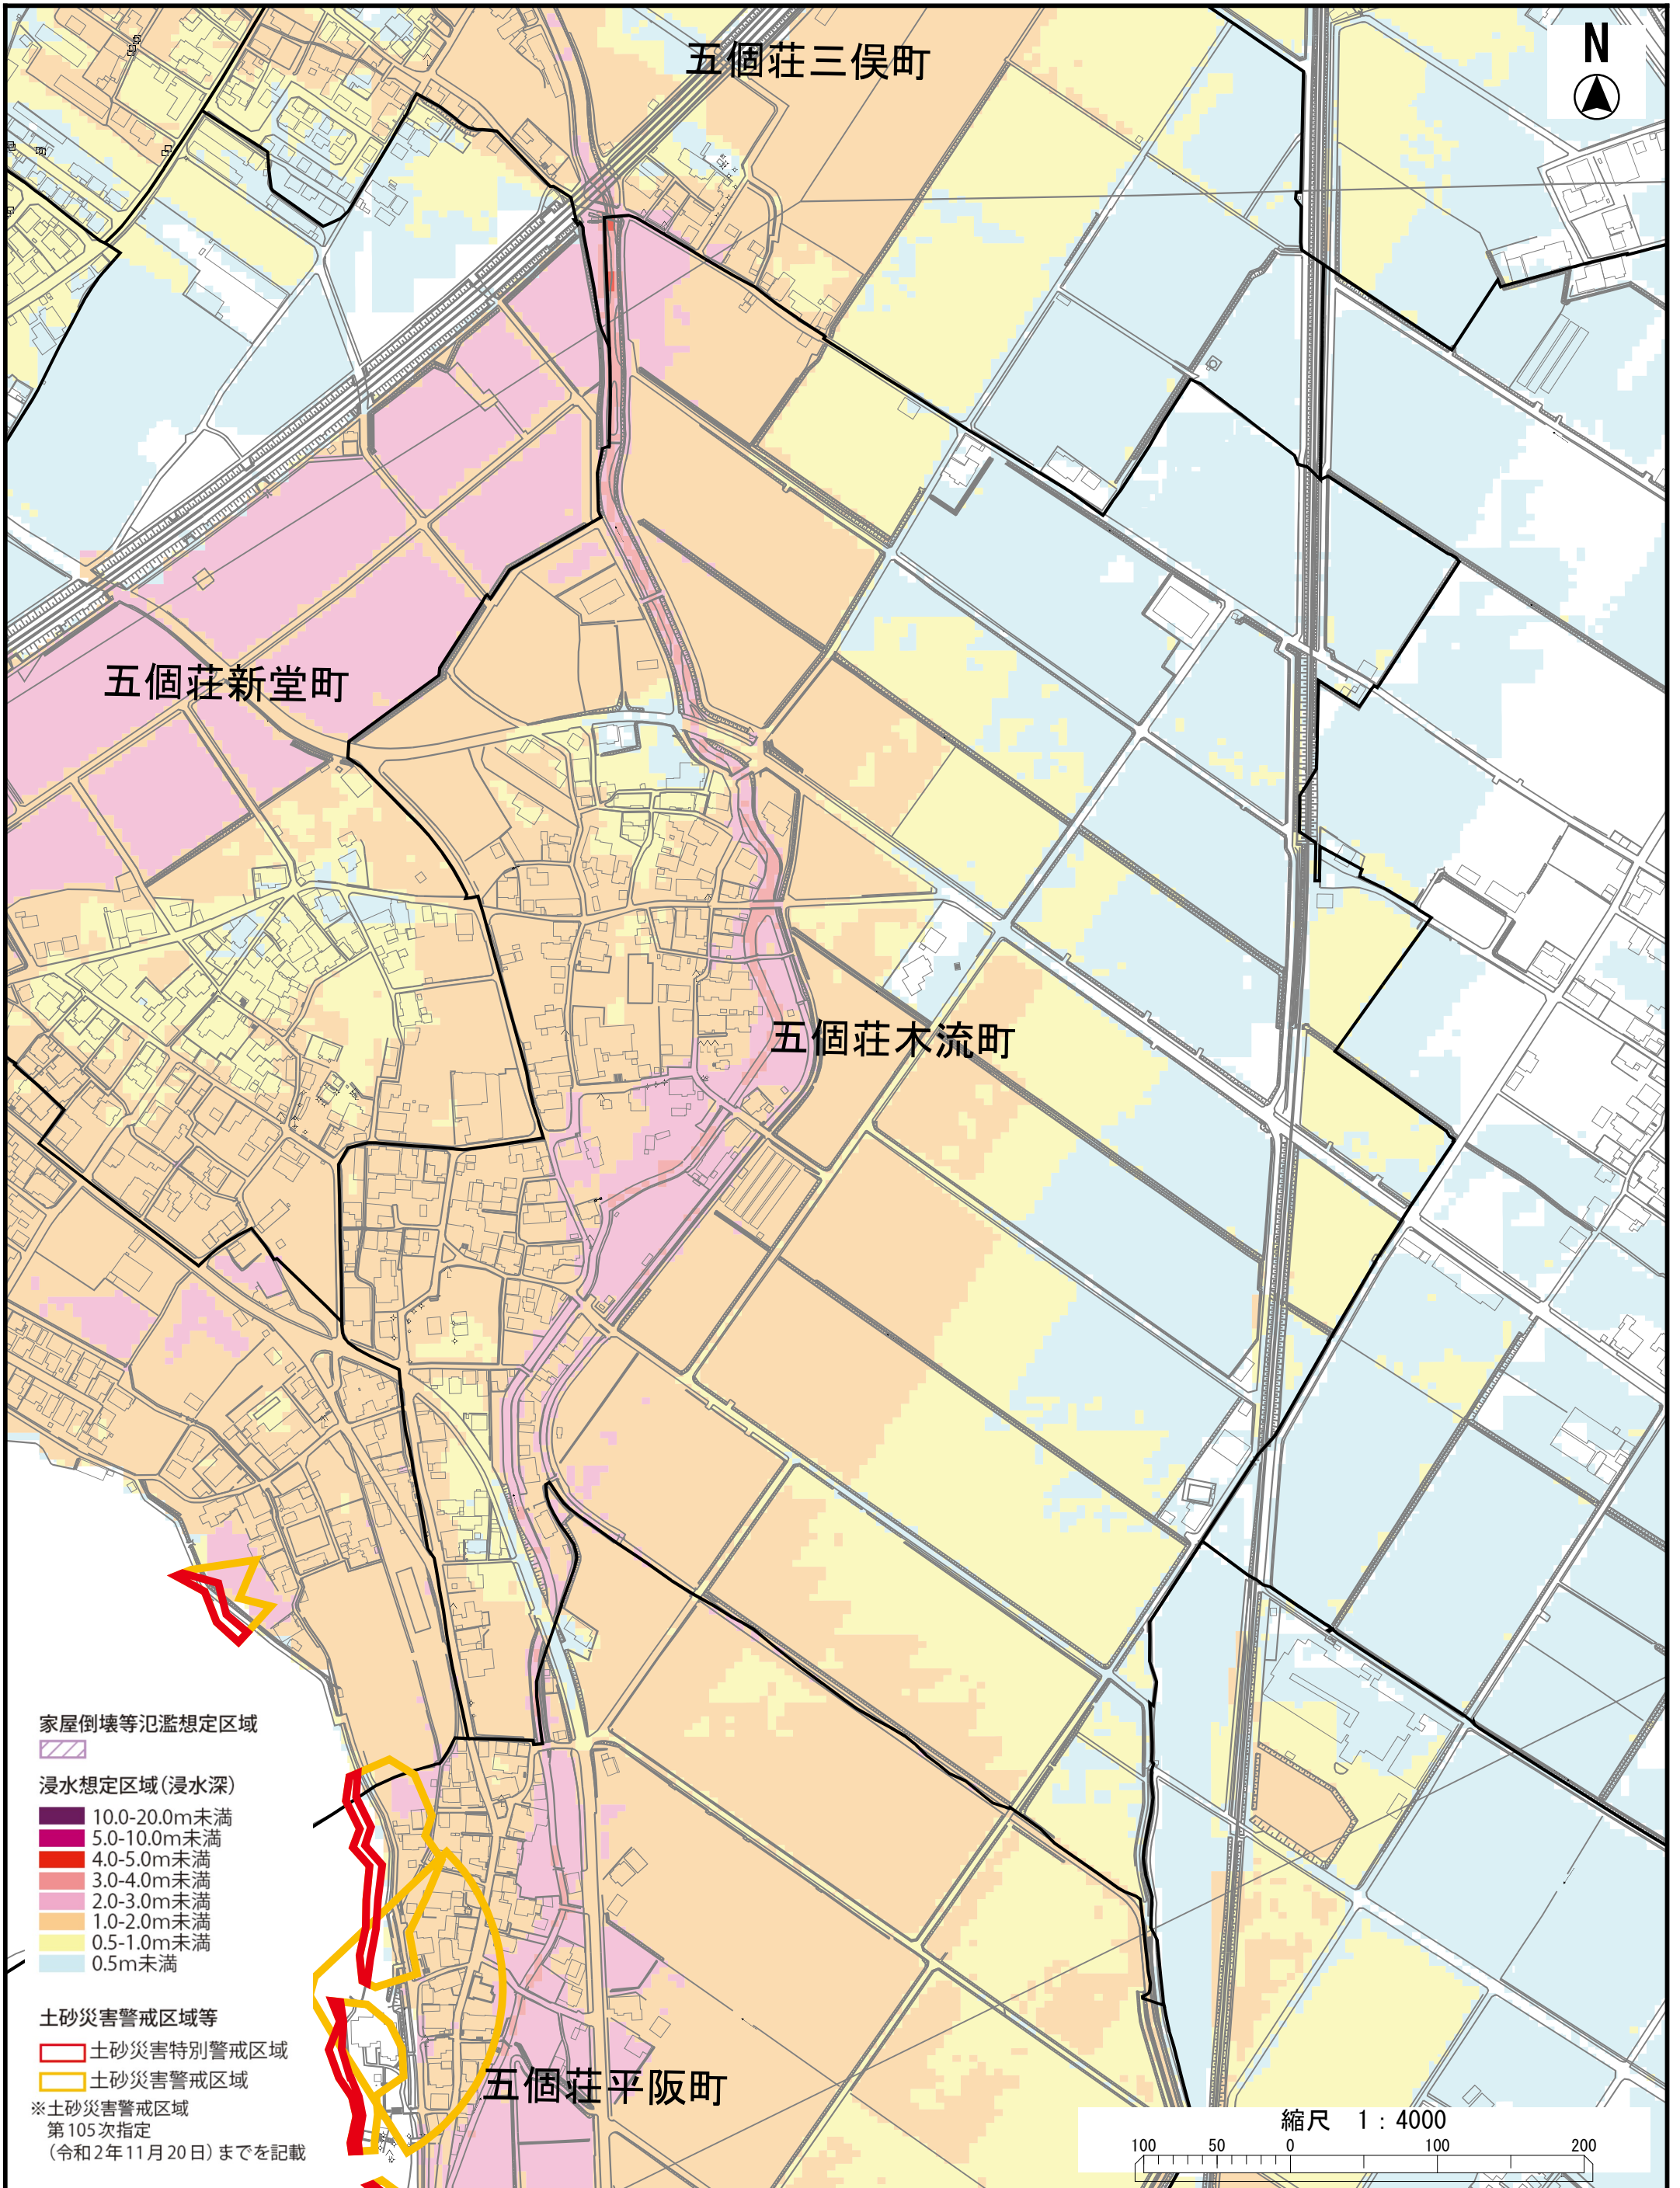 五個荘三俣町
N
五個荘新堂町
五個荘木流町
家屋倒壊等氾濫想定区域
浸水想定区域（浸水深）
10.0-20.0m未満
5.0-10.0m未満
4.0-5.0m未満
3.0-4.0m未満
2.0-3.0m未満
1.0-2.0m未満
0.5-1.0m未満
0.5m未満
土砂災害警戒区域等
土砂災害特別警戒区域
土砂災害警戒区域
※土砂災害警戒区域
第105次指定
（令和2年11月20日）までを記載
五個荘平阪町
縮尺　1：4000
100 50 0 100 200